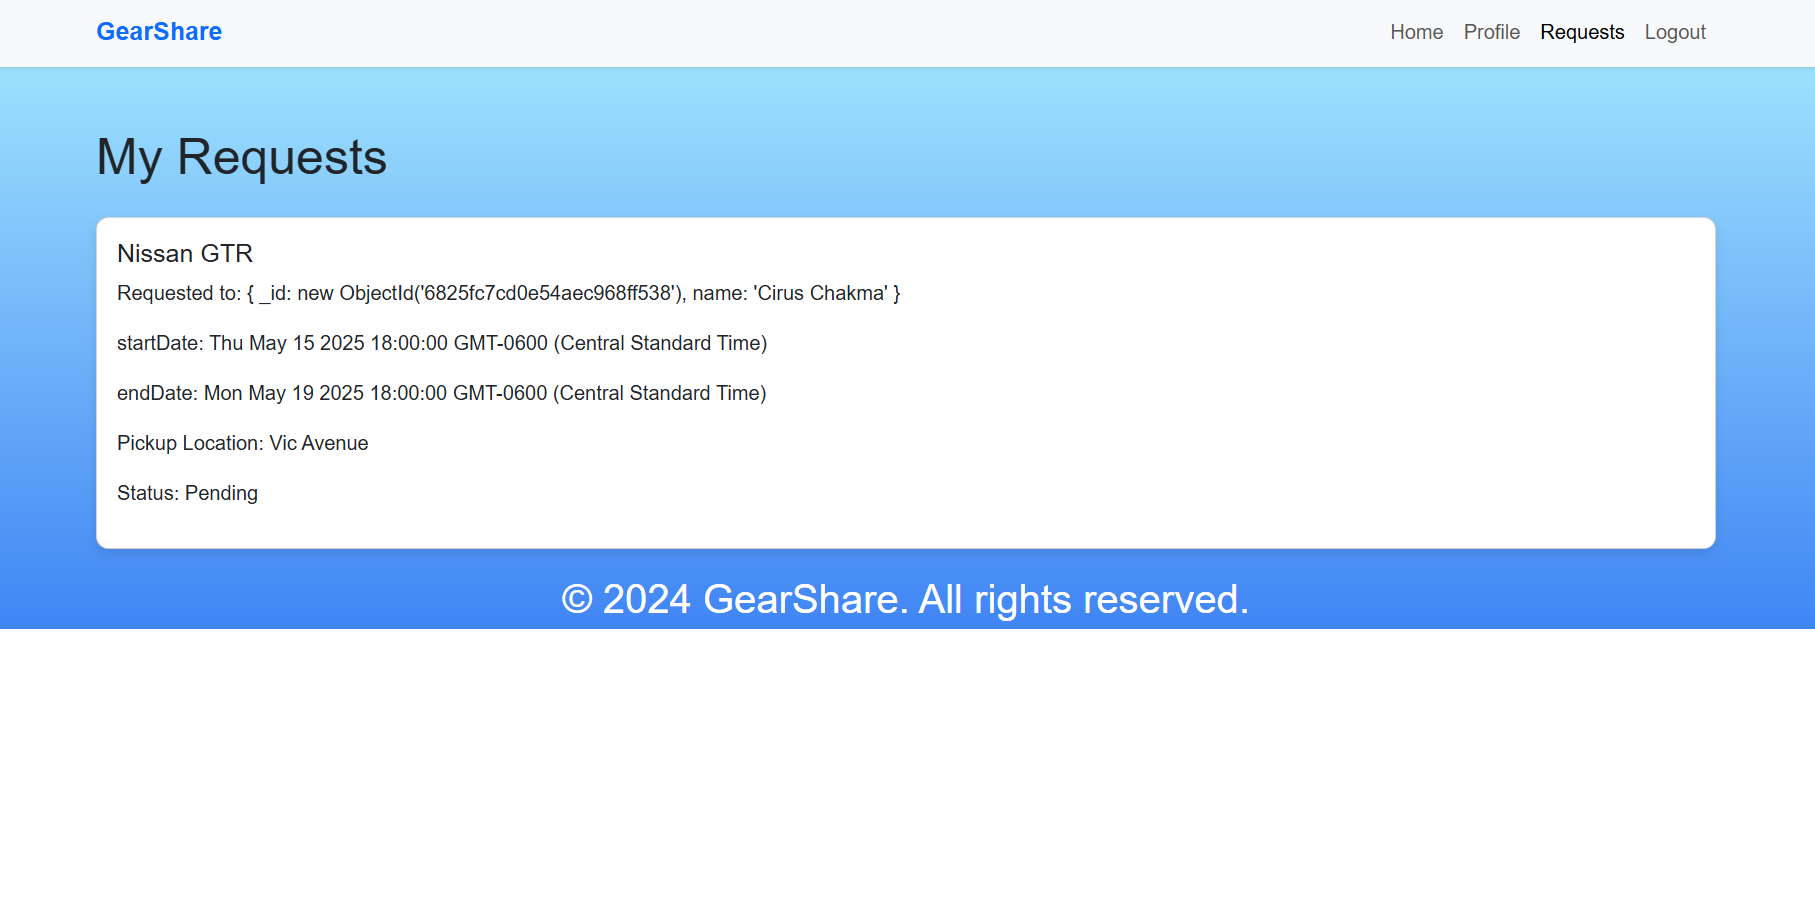 GearShare
Home Profile Requests Logout
My Requests
Nissan GTR
Requested to: { _id: new ObjectId('6825fc7cd0e54aec968ff538'), name: 'Cirus Chakma' }
startDate: Thu May 15 2025 18:00:00 GMT-0600 (Central Standard Time)
endDate: Mon May 19 2025 18:00:00 GMT-0600 (Central Standard Time)
Pickup Location: Vic Avenue
Status: Pending
© 2024 GearShare. All rights reserved.